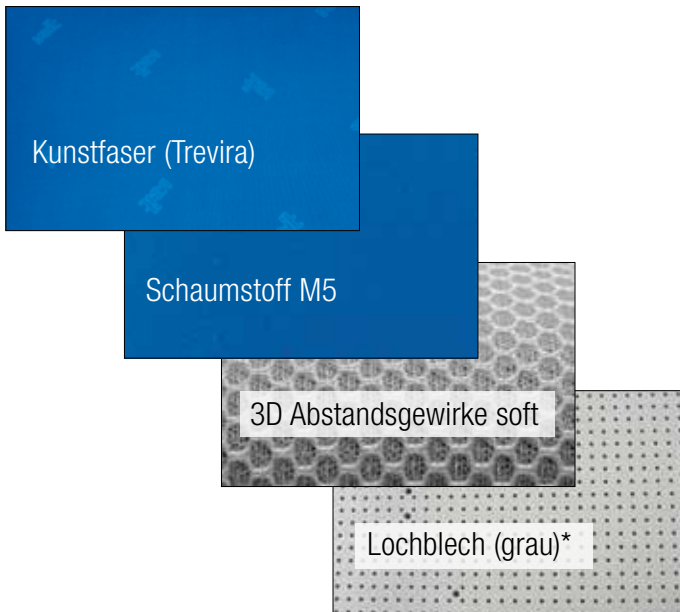 Kunstfaser (Trevira)
Schaumstoff M5
3D Abstandsgewirke soft
Lochblech (grau)*